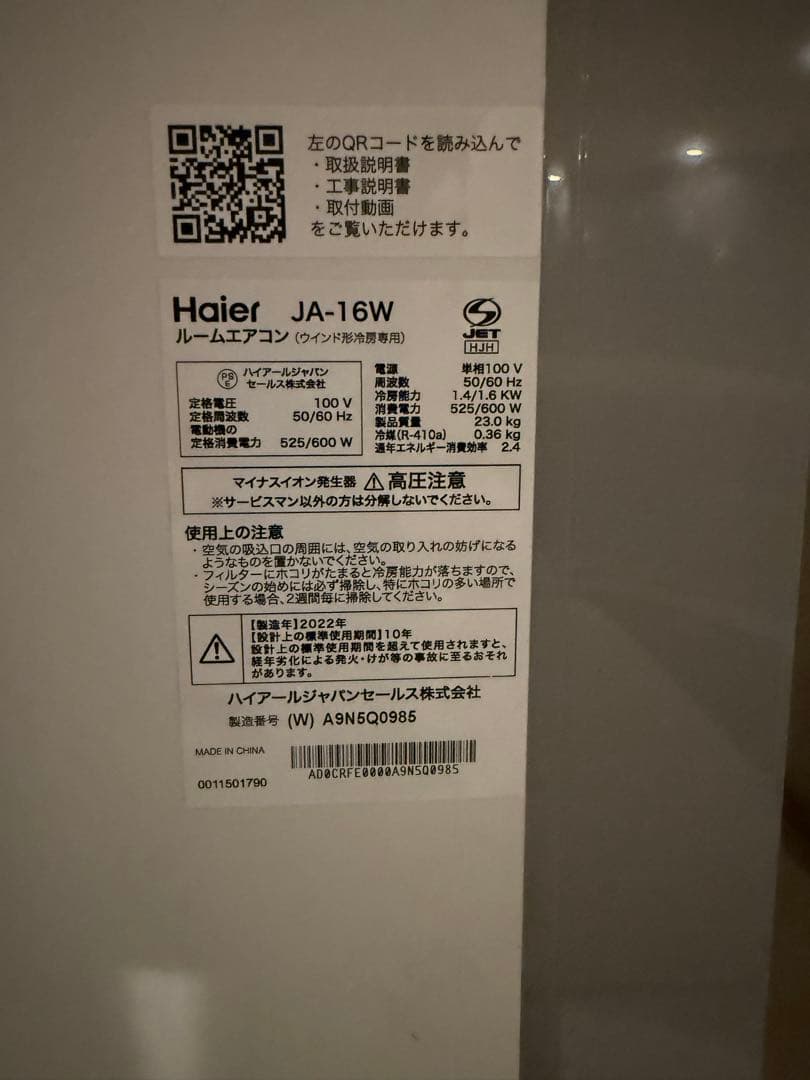 左のQRコードを読み込んで
・取扱説明書
・工事説明書
・取付動画
をご覧いただけます。
Haier JA-16W
ルームエアコン（ウインド形冷房専用）
JET
HJH
PS
E
ハイアールジャパン
セールス株式会社
定格電圧 100 V
定格周波数 50/60 Hz
電動機の
定格消費電力 525/600 W
電源 単相100 V
周波数 50/60 Hz
冷房能力 1.4/1.6 KW
消費電力 525/600 W
製品質量 23.0 kg
冷媒(R-410a) 0.36 kg
通年エネルギー消費効率 2.4
マイナスイオン発生器 ⚠高圧注意
※サービスマン以外の方は分解しないでください。
使用上の注意
・空気の吸込口の周囲には、空気の取り入れの妨げになる
ようなものを置かないでください。
・フィルターにホコリがたまると冷房能力が落ちますので、
シーズンの始めには必ず掃除し、特にホコリの多い場所で
使用する場合、2週間毎に掃除してください。
【製造年】2022年
【設計上の標準使用期間】10年
設計上の標準使用期間を超えて使用されますと、
経年劣化による発火・けが等の事故に至るおそれ
があります。
ハイアールジャパンセールス株式会社
製造番号 (W) A9N5Q0985
MADE IN CHINA
AD0CRFE0000A9N5Q0985
0011501790